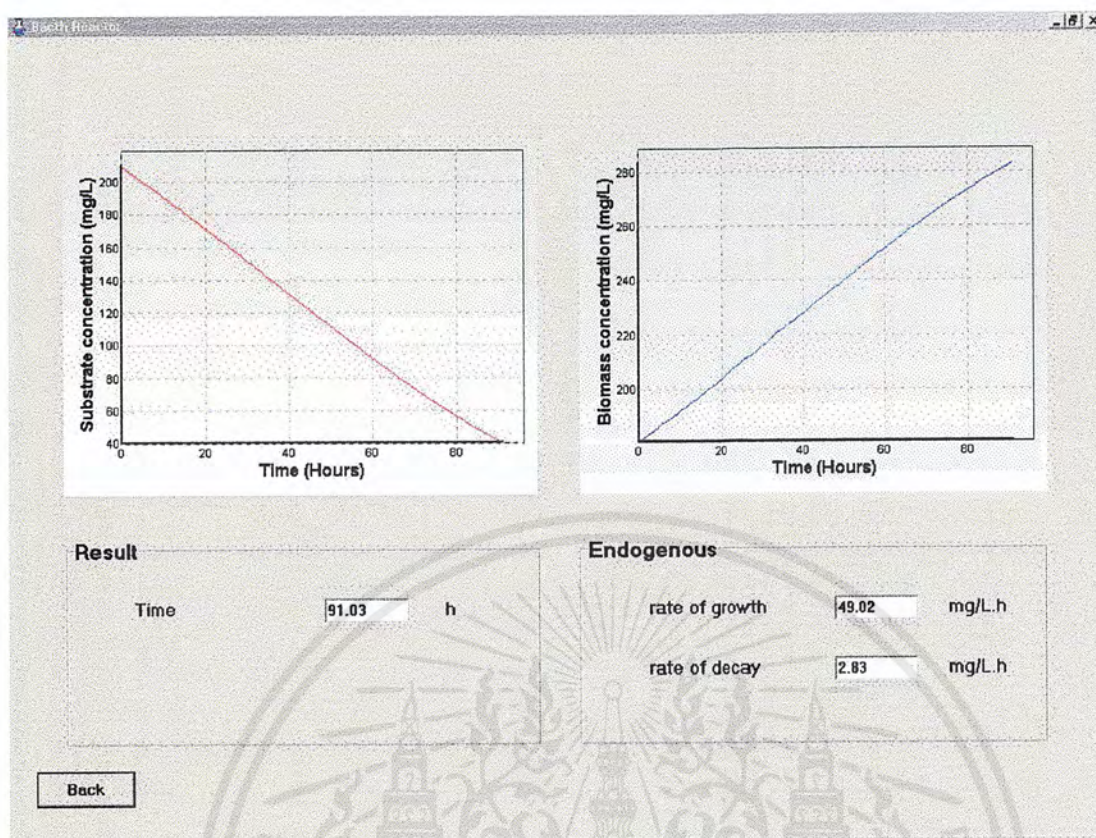 Bacth Reactor
200
180
160
140
120
100
80
60
40
0 20 40 60 80
Substrate concentration (mg/L)
Time (Hours)
280
260
240
220
200
0 20 40 60 80
Biomass concentration (mg/L)
Time (Hours)
Result
Time 91.03 h
Endogenous
rate of growth 49.02 mg/L.h
rate of decay 2.83 mg/L.h
Back